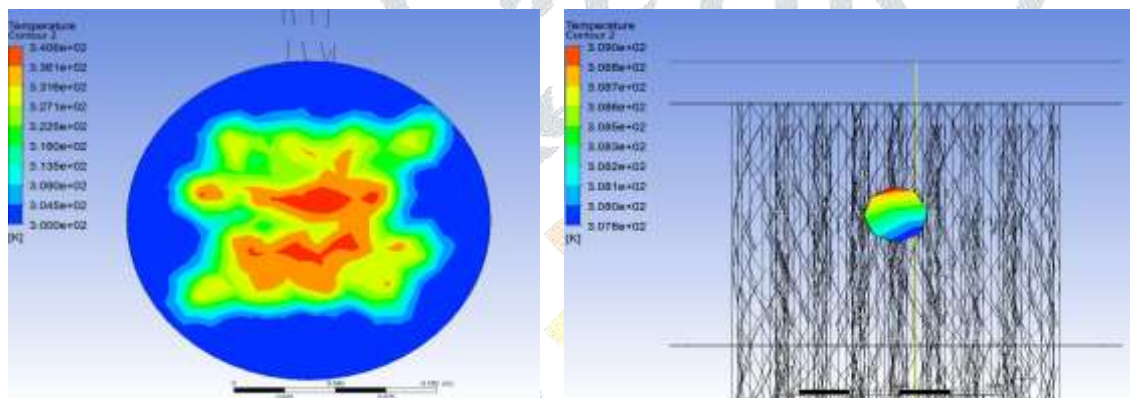 Temperature
Contour 2
3.406e+02
3.361e+02
3.316e+02
3.271e+02
3.225e+02
3.180e+02
3.135e+02
3.090e+02
3.045e+02
3.000e+02
[K]
0
Temperature
Contour 2
3.090e+02
3.088e+02
3.087e+02
3.086e+02
3.085e+02
3.083e+02
3.082e+02
3.081e+02
3.080e+02
3.078e+02
[K]